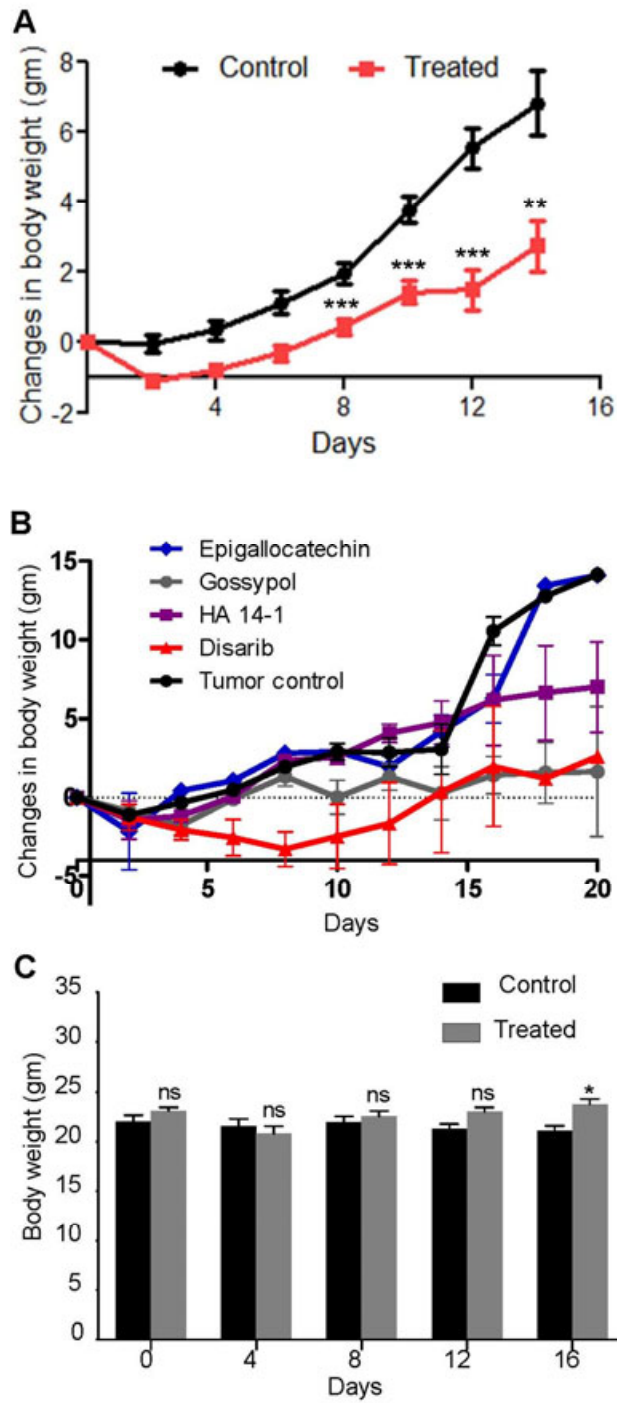 A
Changes in body weight (gm)
8
6
4
2
0
-2
Control Treated
*** *** *** **
4 8 12 16
Days
B
Changes in body weight (gm)
15
10
5
0
-5
Epigallocatechin
Gossypol
HA 14-1
Disarib
Tumor control
0 5 10 15 20
Days
C
Body weight (gm)
35
30
25
20
15
10
5
0
Control
Treated
ns ns ns ns *
0 4 8 12 16
Days